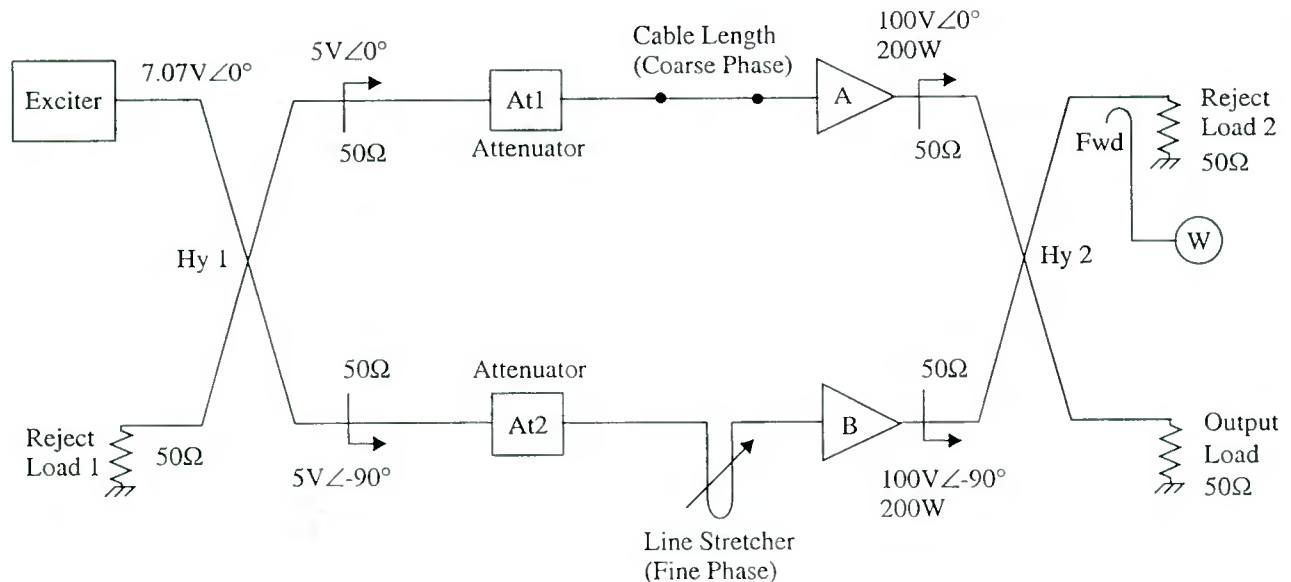 Exciter
7.07V∠0°
5V∠0°
50Ω
At1
Attenuator
Cable Length
(Coarse Phase)
A
100V∠0°
200W
50Ω
Fwd
W
Reject
Load 2
50Ω
Hy 1
Hy 2
Reject
Load 1
50Ω
50Ω
5V∠-90°
Attenuator
At2
Line Stretcher
(Fine Phase)
B
50Ω
100V∠-90°
200W
Output
Load
50Ω